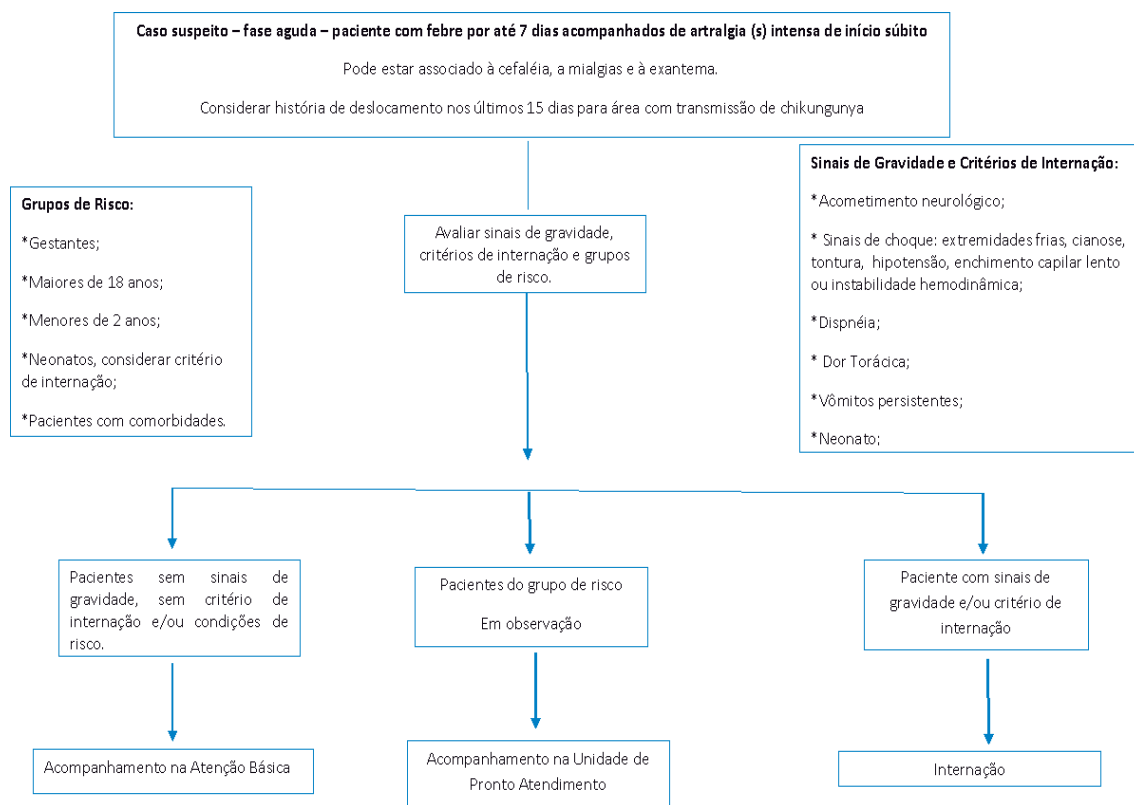 Caso suspeito – fase aguda – paciente com febre por até 7 dias acompanhados de artralgia (s) intensa de início súbito
Pode estar associado à cefaléia, a mialgias e à exantema.
Considerar história de deslocamento nos últimos 15 dias para área com transmissão de chikungunya
Grupos de Risco:
*Gestantes;
*Maiores de 18 anos;
*Menores de 2 anos;
*Neonatos, considerar critério
de internação;
*Pacientes com comorbidades.
Avaliar sinais de gravidade,
critérios de internação e grupos
de risco.
Sinais de Gravidade e Critérios de Internação:
*Acometimento neurológico;
* Sinais de choque: extremidades frias, cianose,
tontura, hipotensão, enchimento capilar lento
ou instabilidade hemodinâmica;
*Dispnéia;
* Dor Torácica;
*Vômitos persistentes;
*Neonato;
Pacientes sem sinais de
gravidade, sem critério de
internação e/ou condições de
risco.
Pacientes do grupo de risco
Em observação
Paciente com sinais de
gravidade e/ou critério de
internação
Acompanhamento na Atenção Básica
Acompanhamento na Unidade de
Pronto Atendimento
Internação